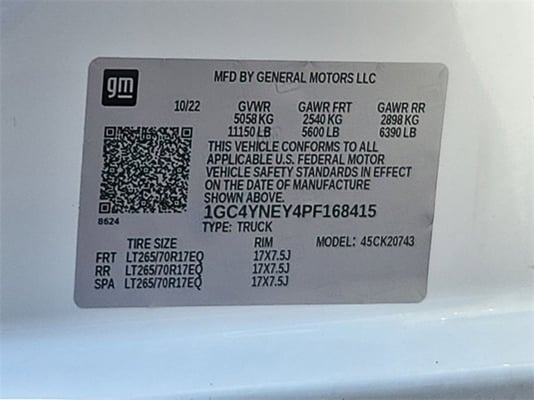 gm
MFD BY GENERAL MOTORS LLC
10/22 GVWR GAWR FRT GAWR RR
5058 KG 2540 KG 2898 KG
11150 LB 5600 LB 6390 LB
THIS VEHICLE CONFORMS TO ALL
APPLICABLE U.S. FEDERAL MOTOR
VEHICLE SAFETY STANDARDS IN EFFECT
ON THE DATE OF MANUFACTURE
SHOWN ABOVE.
8624
1GC4YNEY4PF168415
TYPE: TRUCK
TIRE SIZE RIM MODEL: 45CK20743
FRT LT265/70R17EQ 17X7.5J
RR LT265/70R17EQ 17X7.5J
SPA LT265/70R17EQ 17X7.5J